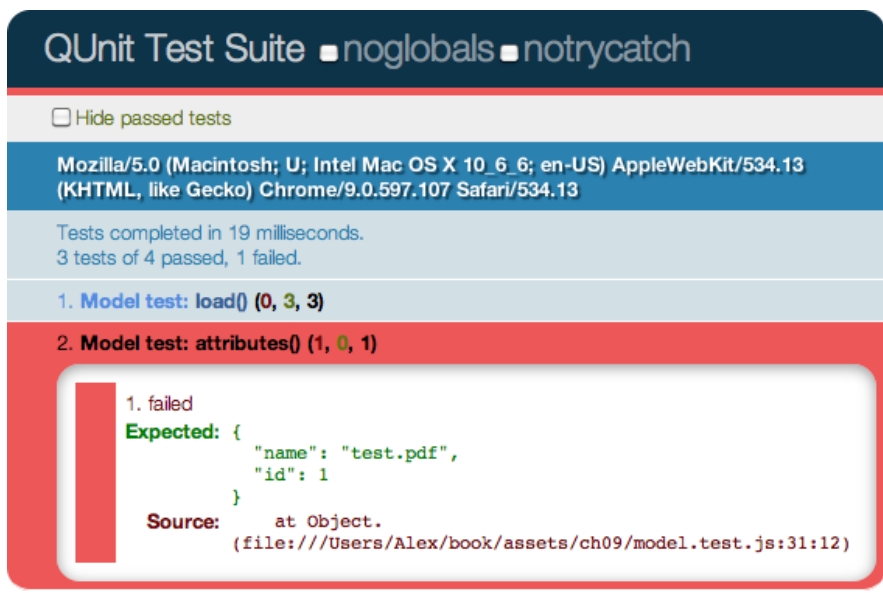 QUnit Test Suite noglobals notrycatch
Hide passed tests
Mozilla/5.0 (Macintosh; U; Intel Mac OS X 10_6_6; en-US) AppleWebKit/534.13
(KHTML, like Gecko) Chrome/9.0.597.107 Safari/534.13
Tests completed in 19 milliseconds.
3 tests of 4 passed, 1 failed.
1. Model test: load() (0, 3, 3)
2. Model test: attributes() (1, 0, 1)
1. failed
Expected: {
"name": "test.pdf",
"id": 1
}
Source: at Object.
(file:///Users/Alex/book/assets/ch09/model.test.js:31:12)